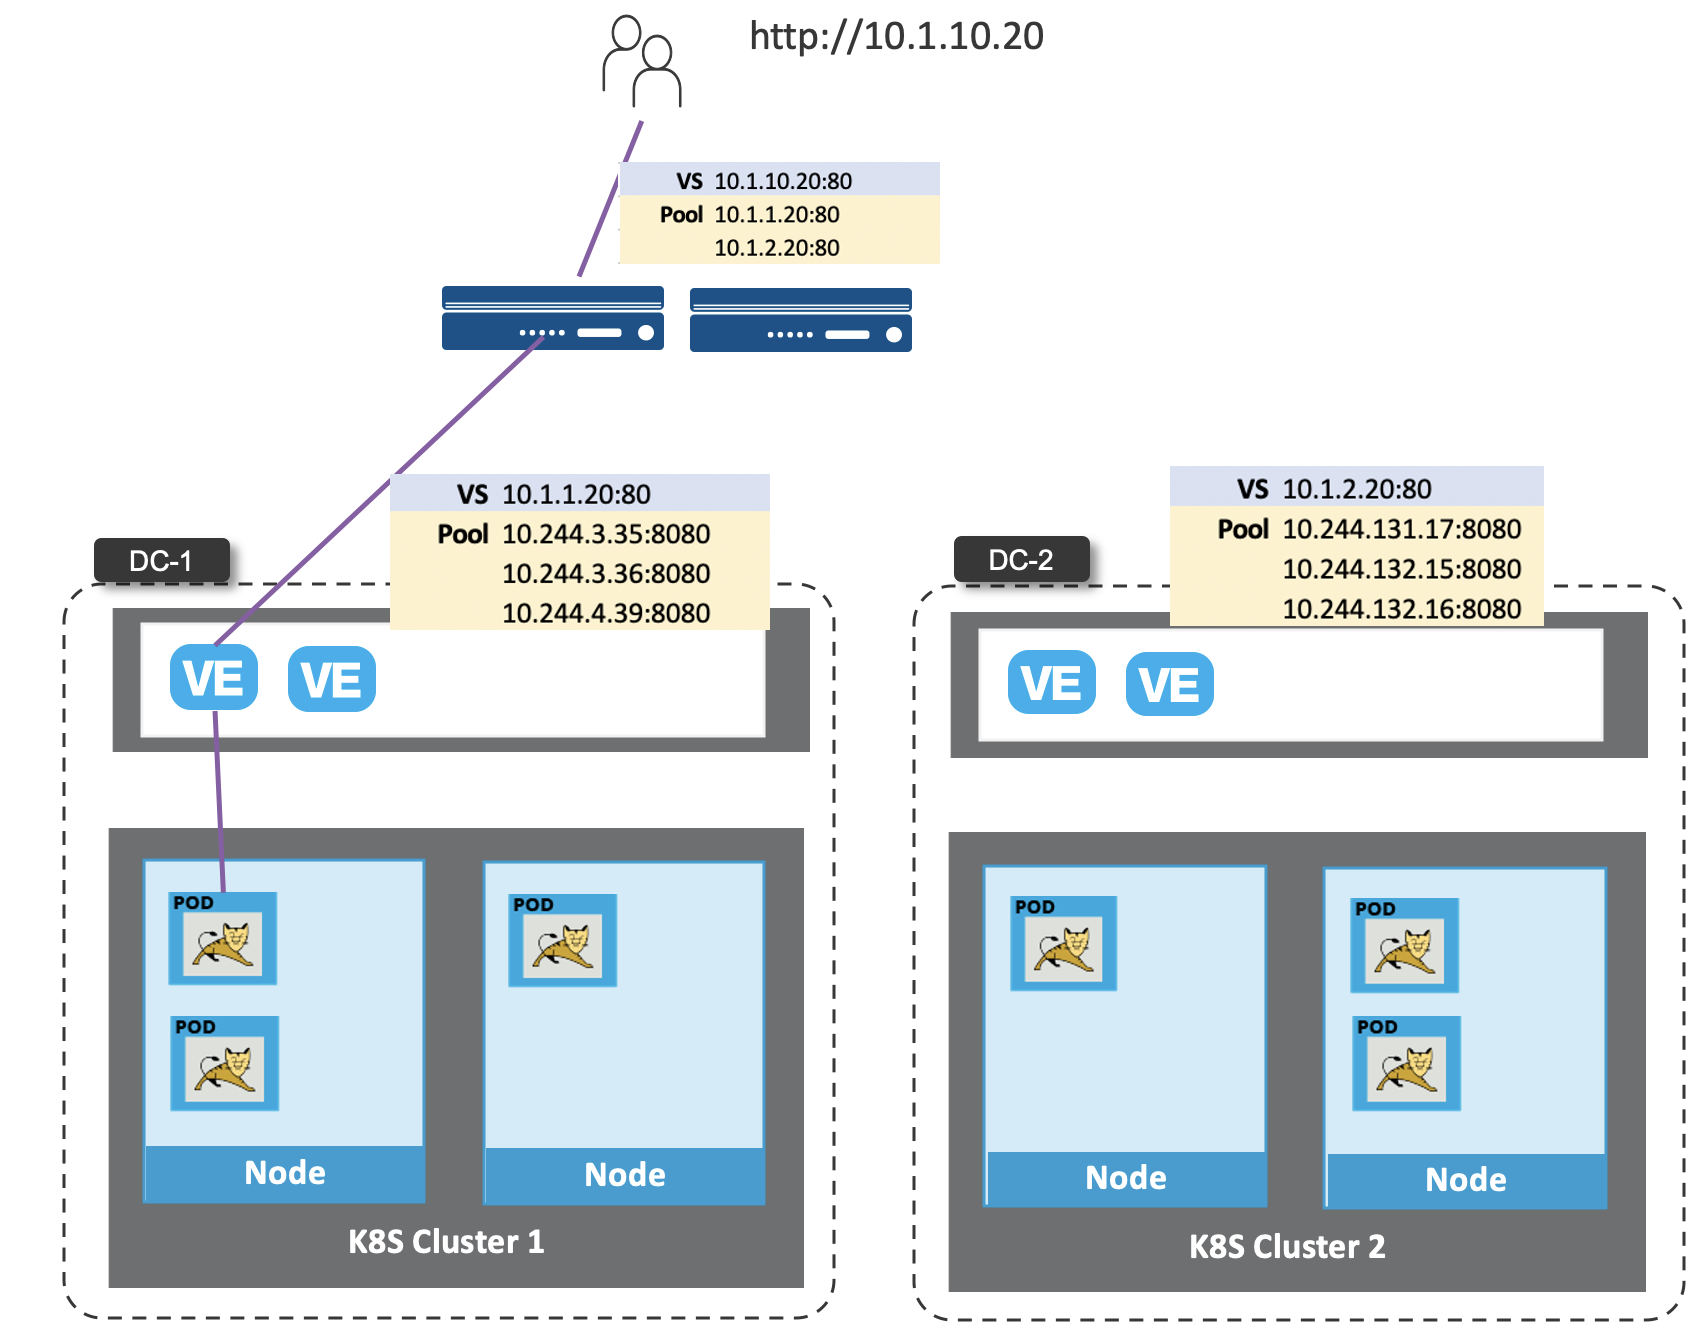 http://10.1.10.20
VS 10.1.10.20:80
Pool 10.1.1.20:80
10.1.2.20:80
VS 10.1.1.20:80
Pool 10.244.3.35:8080
10.244.3.36:8080
10.244.4.39:8080
VS 10.1.2.20:80
Pool 10.244.131.17:8080
10.244.132.15:8080
10.244.132.16:8080
DC-1
DC-2
VE VE
VE VE
POD
POD
POD
Node
Node
K8S Cluster 1
POD
POD
POD
Node
Node
K8S Cluster 2